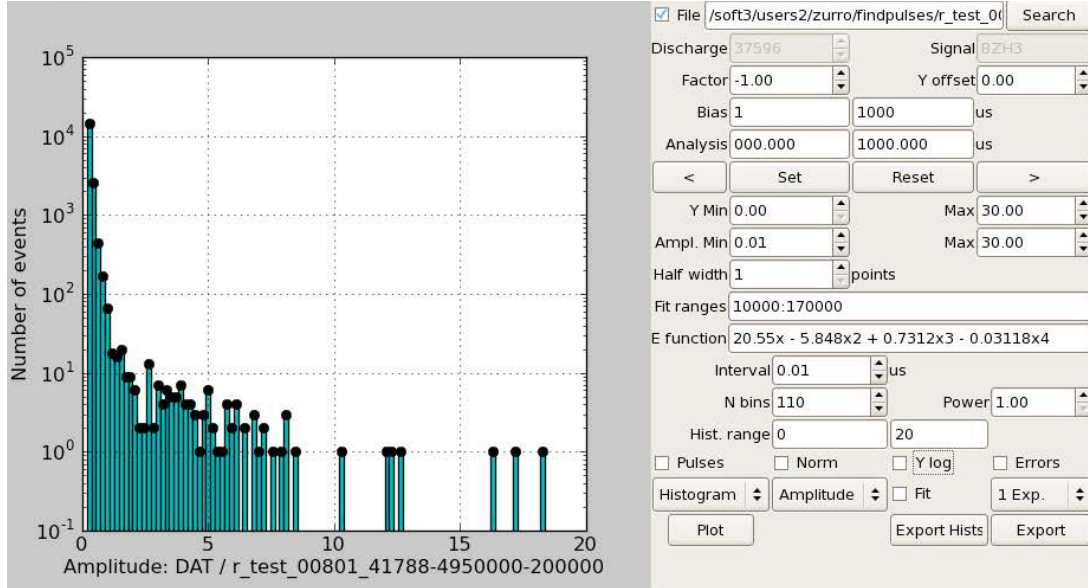 10^5
10^4
10^3
10^2
10^1
10^0
10^-1
Number of events
0 5 10 15 20
Amplitude: DAT / r_test_00801_41788-4950000-200000
File /soft3/users2/zurro/findpulses/r_test_00 Search
Discharge 37596 Signal BZH3
Factor -1.00 Y offset 0.00
Bias 1 1000 us
Analysis 000.000 1000.000 us
< Set Reset >
Y Min 0.00 Max 30.00
Ampl. Min 0.01 Max 30.00
Half width 1 points
Fit ranges 10000:170000
E function 20.55x - 5.848x2 + 0.7312x3 - 0.03118x4
Interval 0.01 us
N bins 110 Power 1.00
Hist. range 0 20
Pulses Norm Y log Errors
Histogram Amplitude Fit 1 Exp.
Plot Export Hists Export